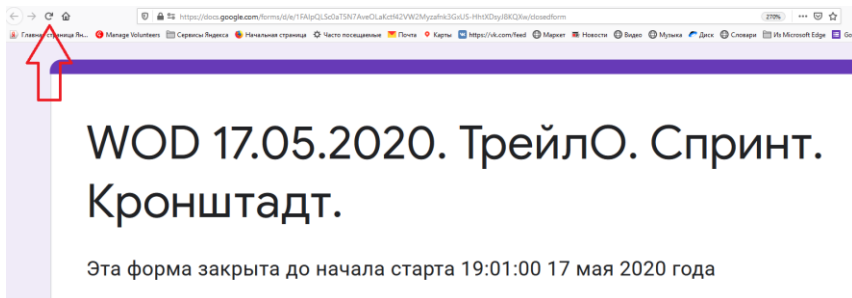 https://docs.google.com/forms/d/e/1FAIpQLSc0aTSN7AveOLaKctf42VW2Myzafnk3GxUS-HhtXDsyJ8KQXw/closedform 270%
Главная страница Ян... Manage Volunteers Сервисы Яндекса Начальная страница Часто посещаемые Почта Карты https://vk.com/feed Маркет Новости Видео Музыка Диск Словари Из Microsoft Edge Go
WOD 17.05.2020. ТрейлО. Спринт.
Кронштадт.
Эта форма закрыта до начала старта 19:01:00 17 мая 2020 года